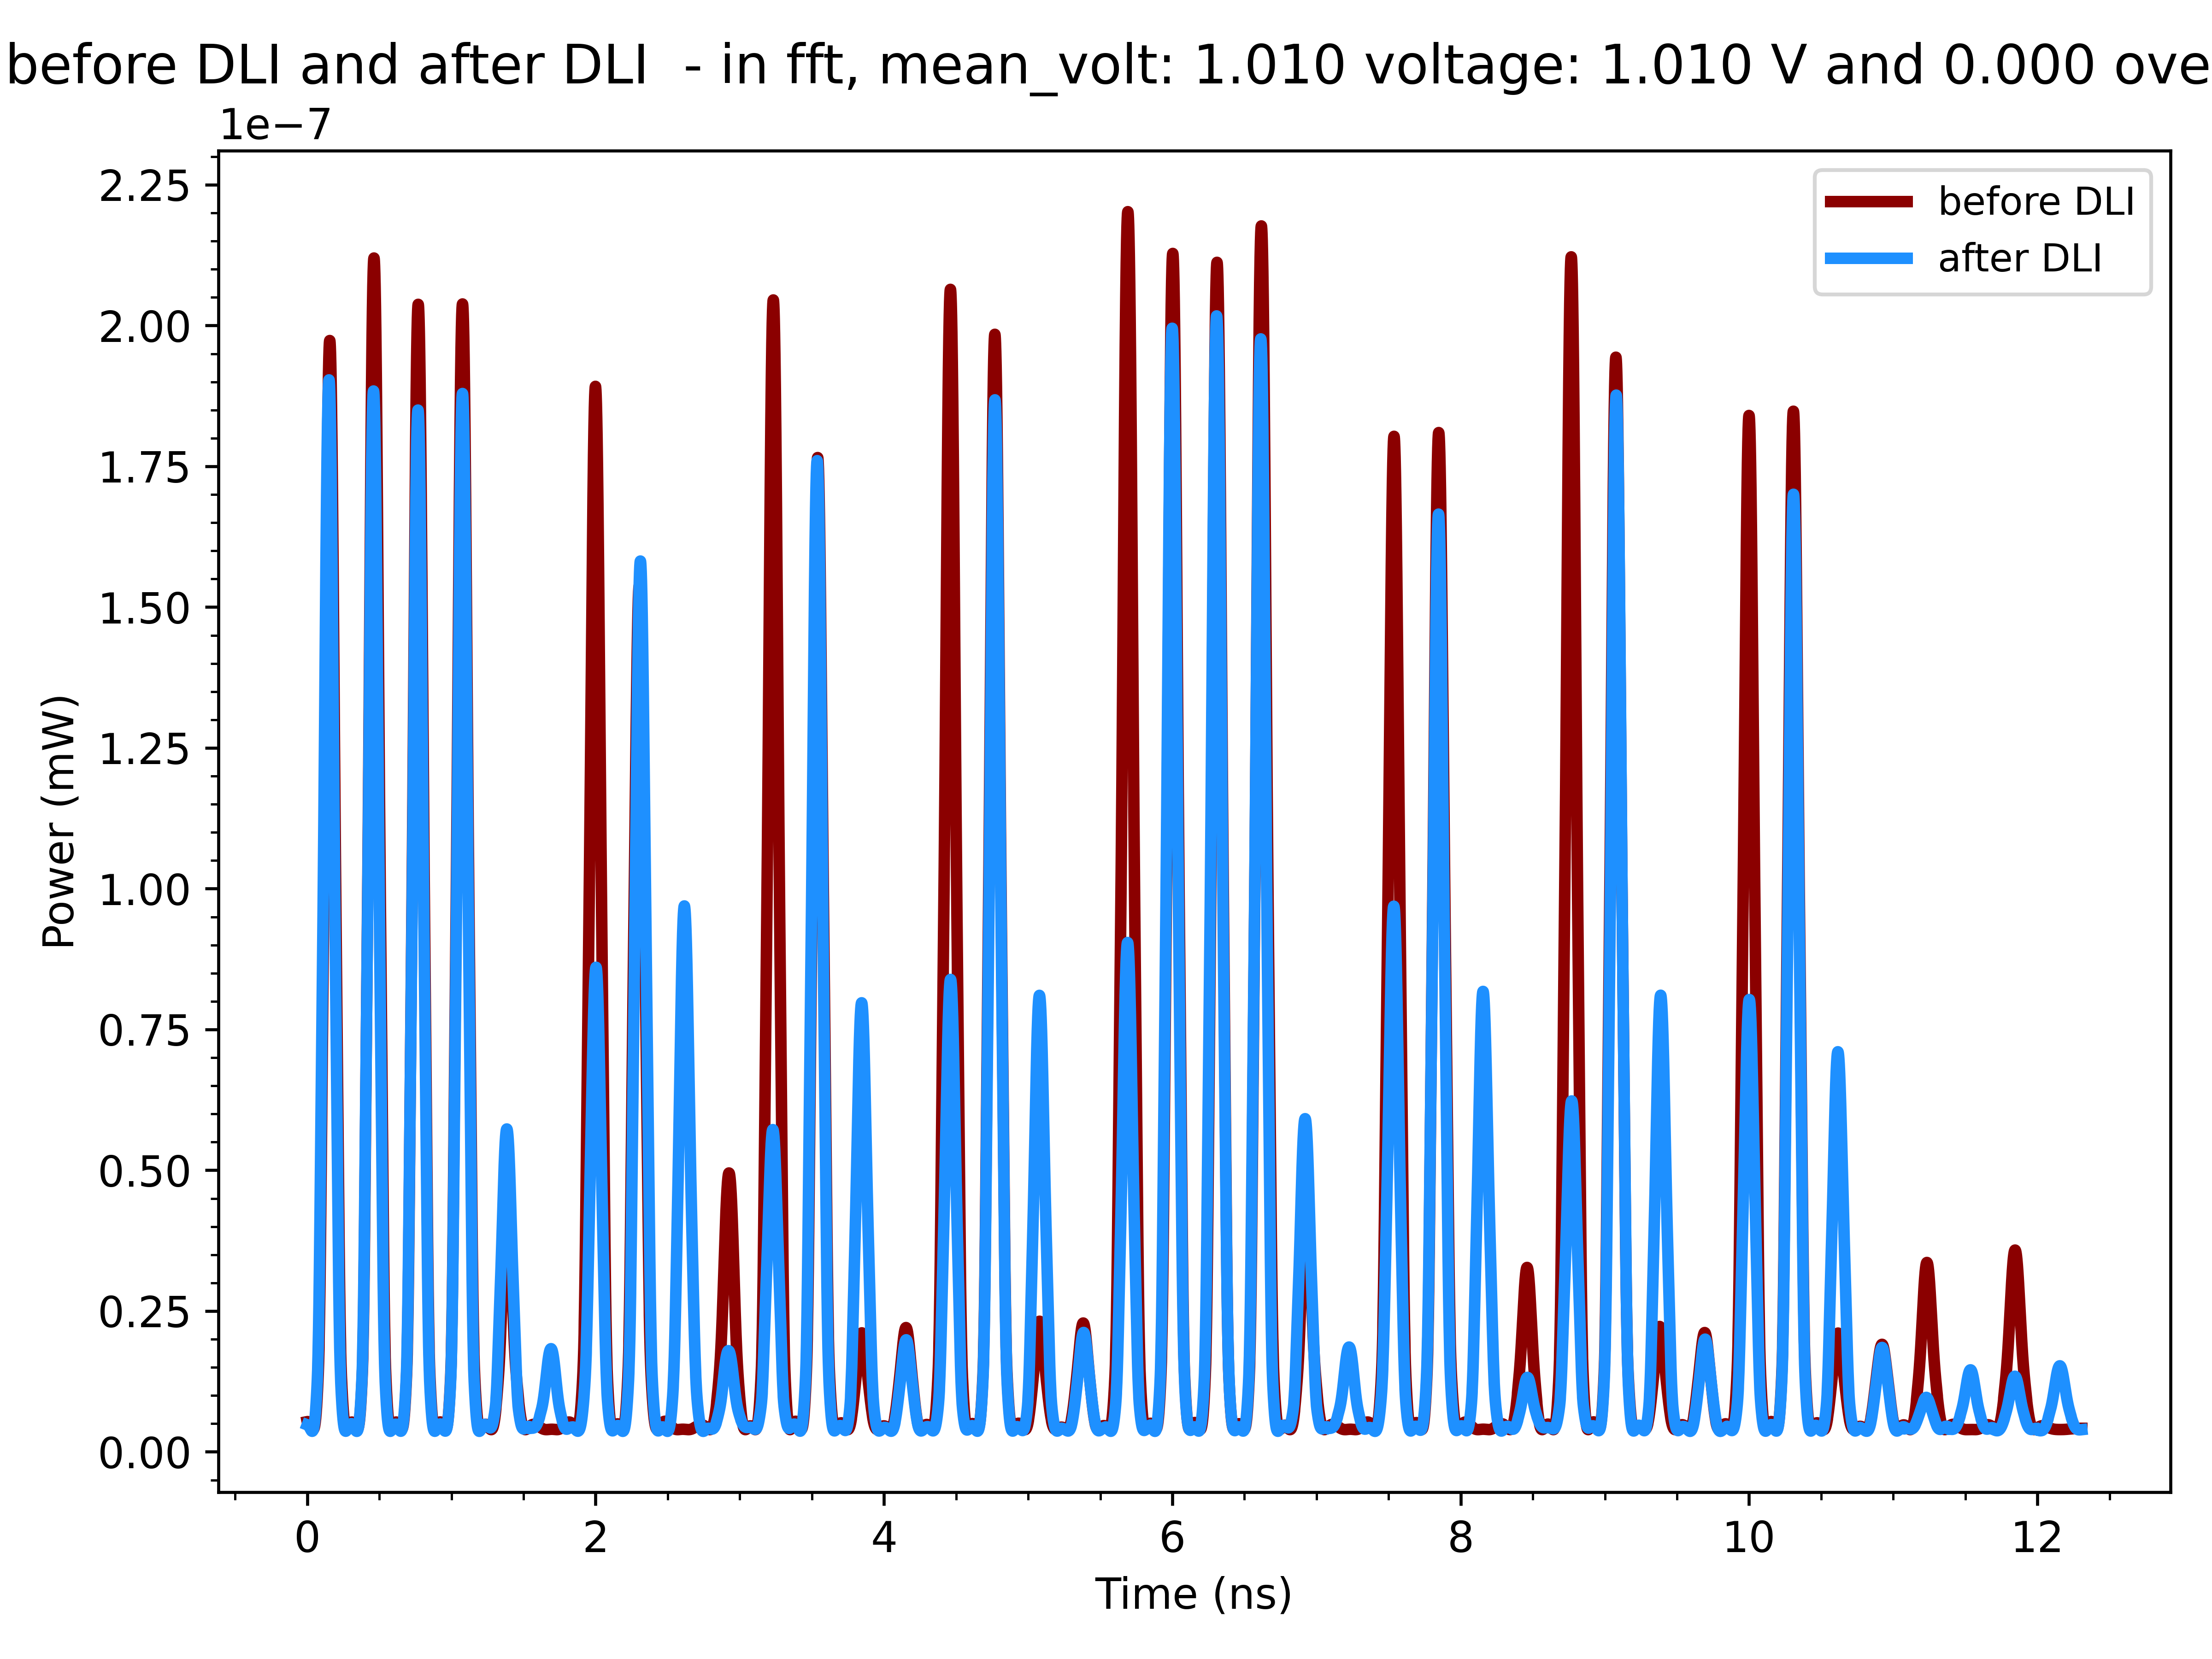 before DLI and after DLI  - in fft, mean_volt: 1.010 voltage: 1.010 V and 0.000 ove
1e−7
before DLI
after DLI
2.25
2.00
1.75
1.50
1.25
1.00
0.75
0.50
0.25
0.00
Power (mW)
0 2 4 6 8 10 12
Time (ns)